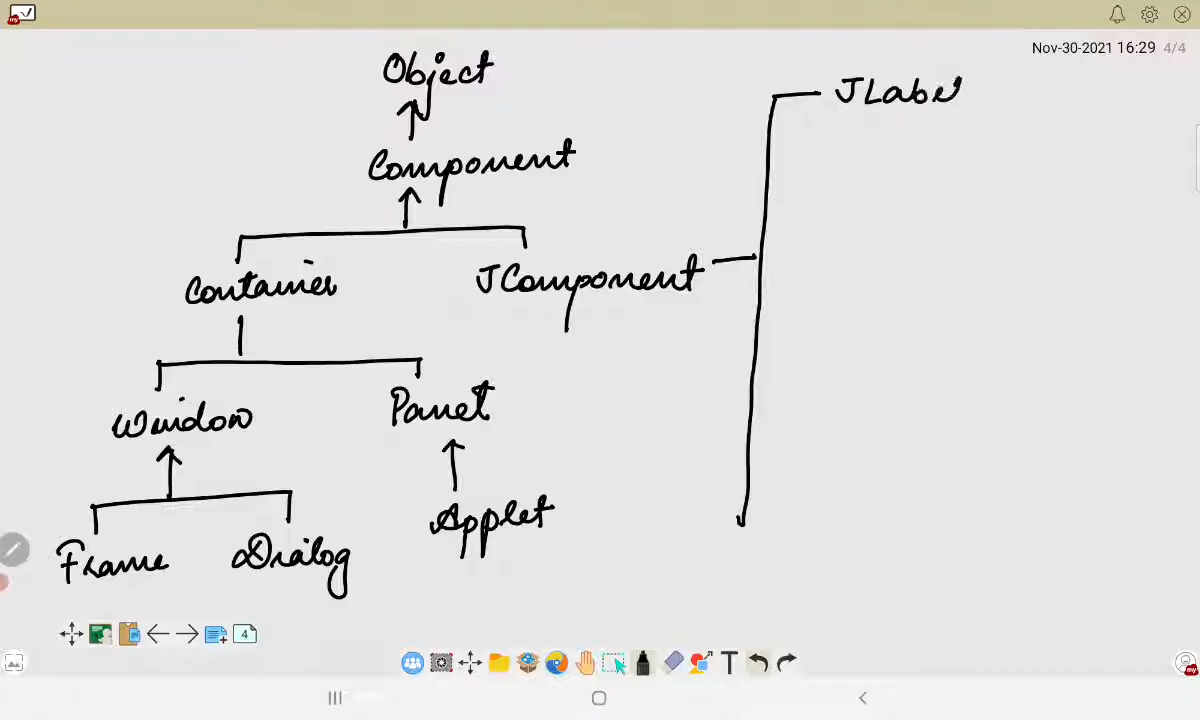 Nov-30-2021 16:29 4/4
Object
JLabel
Component
Container
JComponent
Window
Panel
Applet
Frame
Dialog
4
T